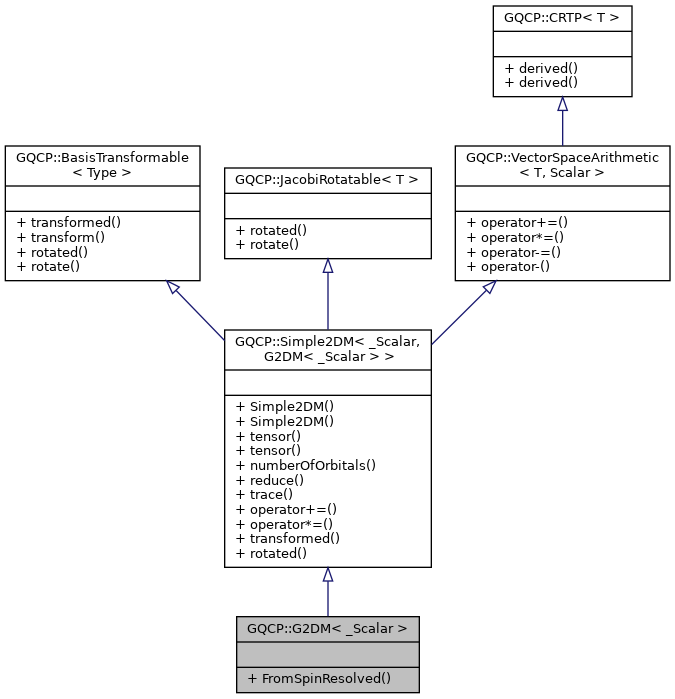 GQCP::CRTP< T >
+ derived()
+ derived()
GQCP::BasisTransformable
< Type >
+ transformed()
+ transform()
+ rotated()
+ rotate()
GQCP::JacobiRotatable< T >
+ rotated()
+ rotate()
GQCP::VectorSpaceArithmetic
< T, Scalar >
+ operator+=()
+ operator*=()
+ operator-=()
+ operator-()
GQCP::Simple2DM< _Scalar,
G2DM< _Scalar > >
+ Simple2DM()
+ Simple2DM()
+ tensor()
+ tensor()
+ numberOfOrbitals()
+ reduce()
+ trace()
+ operator+=()
+ operator*=()
+ transformed()
+ rotated()
GQCP::G2DM< _Scalar >
+ FromSpinResolved()